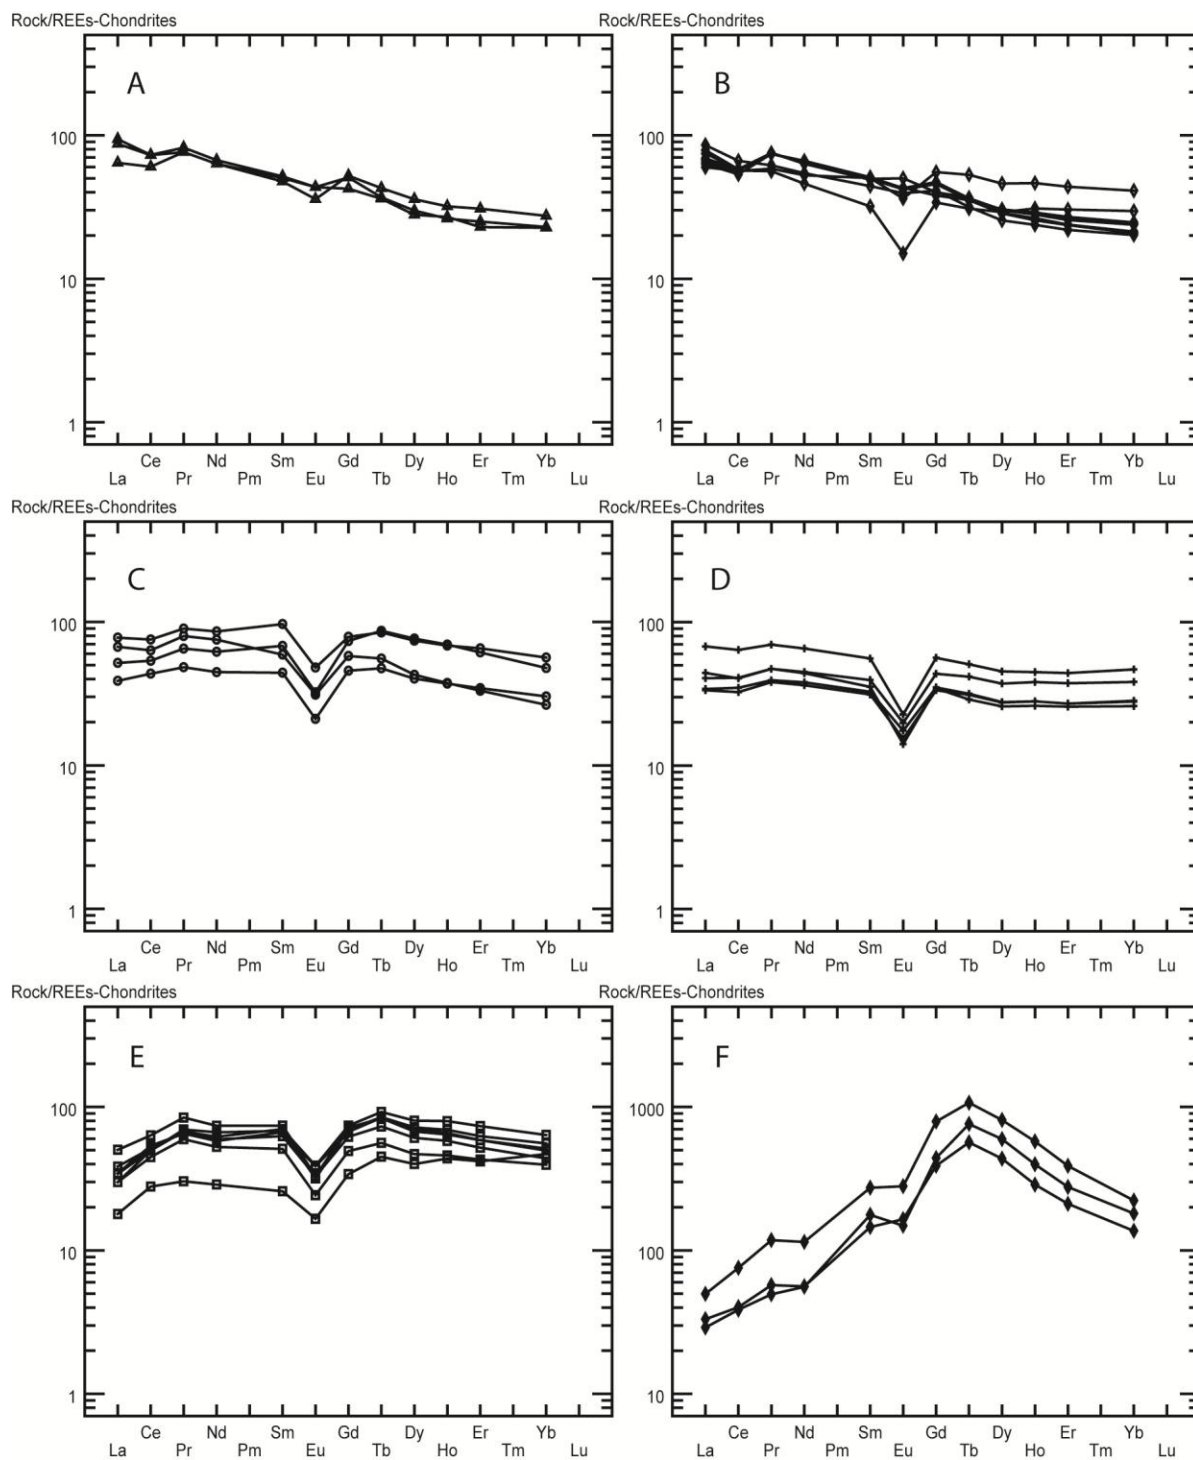 Rock/REEs-Chondrites
Rock/REEs-Chondrites
A
B
100
100
10
10
1
1
Ce Nd Sm Gd Dy Er Yb
La Pr Pm Eu Tb Ho Tm Lu
Ce Nd Sm Gd Dy Er Yb
La Pr Pm Eu Tb Ho Tm Lu
Rock/REEs-Chondrites
Rock/REEs-Chondrites
C
D
100
100
10
10
1
1
Ce Nd Sm Gd Dy Er Yb
La Pr Pm Eu Tb Ho Tm Lu
Ce Nd Sm Gd Dy Er Yb
La Pr Pm Eu Tb Ho Tm Lu
Rock/REEs-Chondrites
Rock/REEs-Chondrites
E
F
100
1000
10
100
1
10
Ce Nd Sm Gd Dy Er Yb
La Pr Pm Eu Tb Ho Tm Lu
Ce Nd Sm Gd Dy Er Yb
La Pr Pm Eu Tb Ho Tm Lu